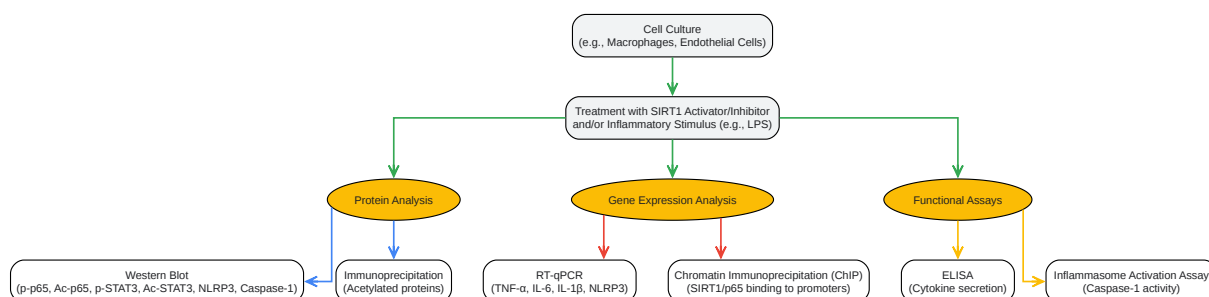 Cell Culture
(e.g., Macrophages, Endothelial Cells)
Treatment with SIRT1 Activator/Inhibitor
and/or Inflammatory Stimulus (e.g., LPS)
Protein Analysis
Gene Expression Analysis
Functional Assays
Western Blot
(p-p65, Ac-p65, p-STAT3, Ac-STAT3, NLRP3, Caspase-1)
Immunoprecipitation
(Acetylated proteins)
RT-qPCR
(TNF-α, IL-6, IL-1β, NLRP3)
Chromatin Immunoprecipitation (ChIP)
(SIRT1/p65 binding to promoters)
ELISA
(Cytokine secretion)
Inflammasome Activation Assay
(Caspase-1 activity)